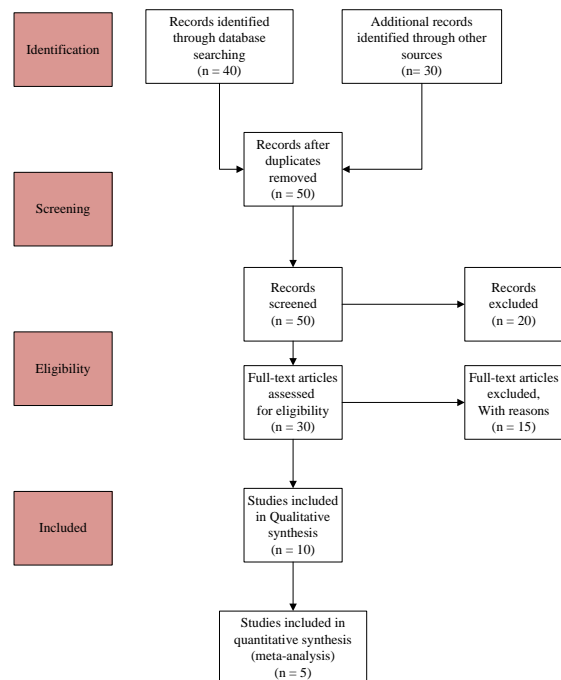 Identification
Records identified
through database
searching
(n = 40)
Additional records
identified through other
sources
(n= 30)
Records after
duplicates
removed
(n = 50)
Screening
Records
screened
(n = 50)
Records
excluded
(n = 20)
Eligibility
Full-text articles
assessed
for eligibility
(n = 30)
Full-text articles
excluded,
With reasons
(n = 15)
Included
Studies included
in Qualitative
synthesis
(n = 10)
Studies included in
quantitative synthesis
(meta-analysis)
(n = 5)